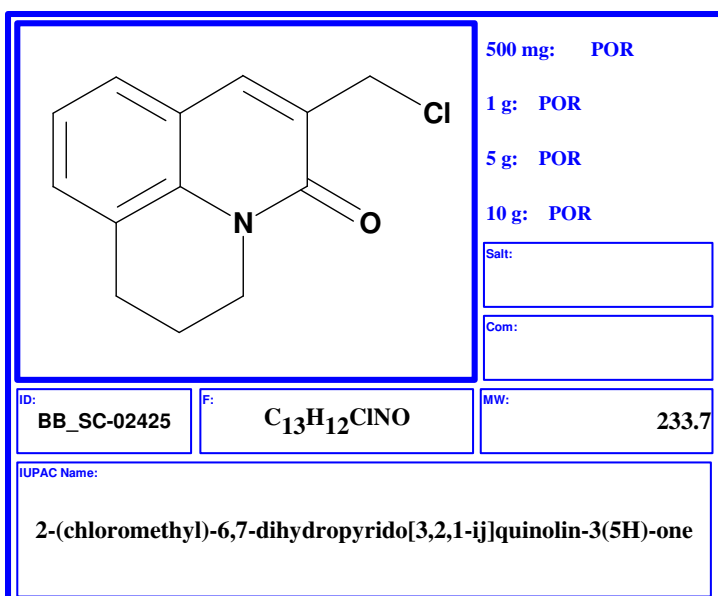 500 mg: POR
1 g: POR
5 g: POR
10 g: POR
Cl
N
O
Salt:
Com:
ID:
BB_SC-02425
F:
C13H12ClNO
MW:
233.7
IUPAC Name:
2-(chloromethyl)-6,7-dihydropyrido[3,2,1-ij]quinolin-3(5H)-one